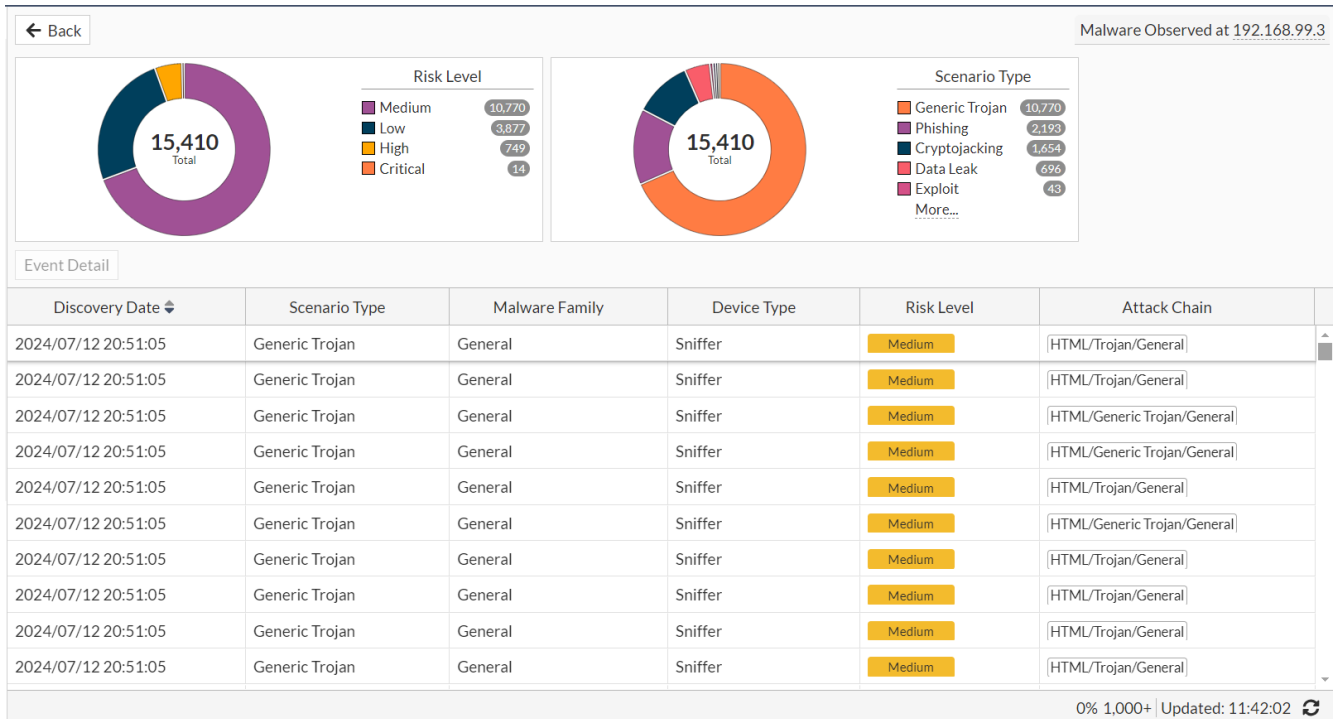 Back
Malware Observed at 192.168.99.3
Risk Level
15,410
Total
Medium 10,770
Low 3,877
High 749
Critical 14
Scenario Type
15,410
Total
Generic Trojan 10,770
Phishing 2,193
Cryptojacking 1,654
Data Leak 696
Exploit 43
More...
Event Detail
Discovery Date Scenario Type Malware Family Device Type Risk Level Attack Chain
2024/07/12 20:51:05 Generic Trojan General Sniffer Medium HTML/Trojan/General
2024/07/12 20:51:05 Generic Trojan General Sniffer Medium HTML/Trojan/General
2024/07/12 20:51:05 Generic Trojan General Sniffer Medium HTML/Generic Trojan/General
2024/07/12 20:51:05 Generic Trojan General Sniffer Medium HTML/Generic Trojan/General
2024/07/12 20:51:05 Generic Trojan General Sniffer Medium HTML/Trojan/General
2024/07/12 20:51:05 Generic Trojan General Sniffer Medium HTML/Generic Trojan/General
2024/07/12 20:51:05 Generic Trojan General Sniffer Medium HTML/Trojan/General
2024/07/12 20:51:05 Generic Trojan General Sniffer Medium HTML/Trojan/General
2024/07/12 20:51:05 Generic Trojan General Sniffer Medium HTML/Trojan/General
2024/07/12 20:51:05 Generic Trojan General Sniffer Medium HTML/Trojan/General
0% 1,000+ Updated: 11:42:02